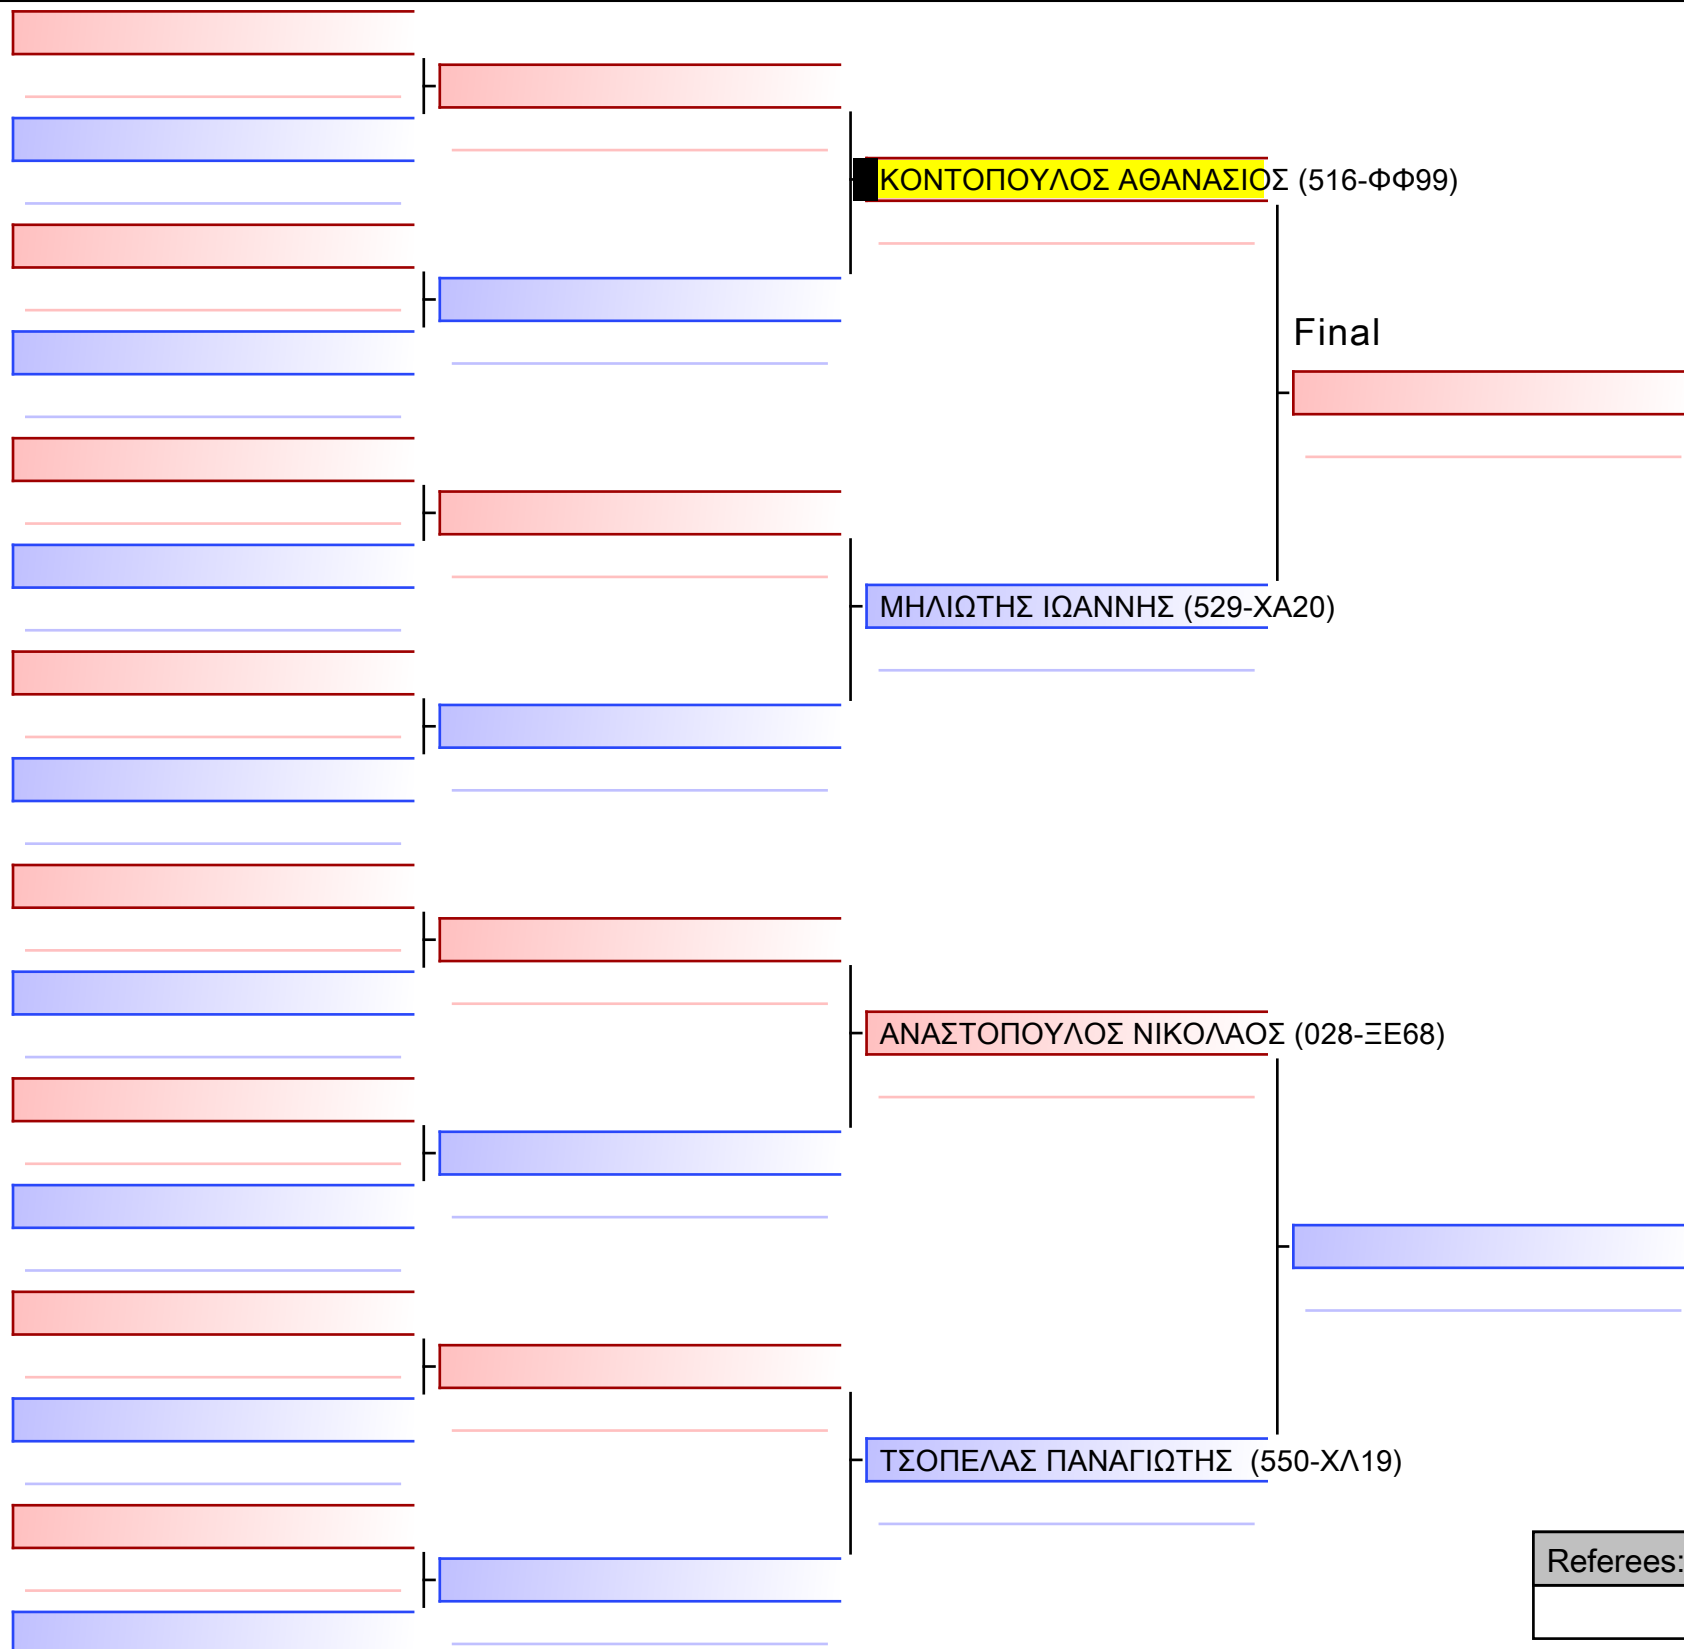 ΚΟΝΤΟΠΟΥΛΟΣ ΑΘΑΝΑΣΙΟΣ (516-ΦΦ99)
Final
ΜΗΛΙΩΤΗΣ ΙΩΑΝΝΗΣ (529-ΧΑ20)
ΑΝΑΣΤΟΠΟΥΛΟΣ ΝΙΚΟΛΑΟΣ (028-ΞΕ68)
ΤΣΟΠΕΛΑΣ ΠΑΝΑΓΙΩΤΗΣ (550-ΧΛ19)
Referees: